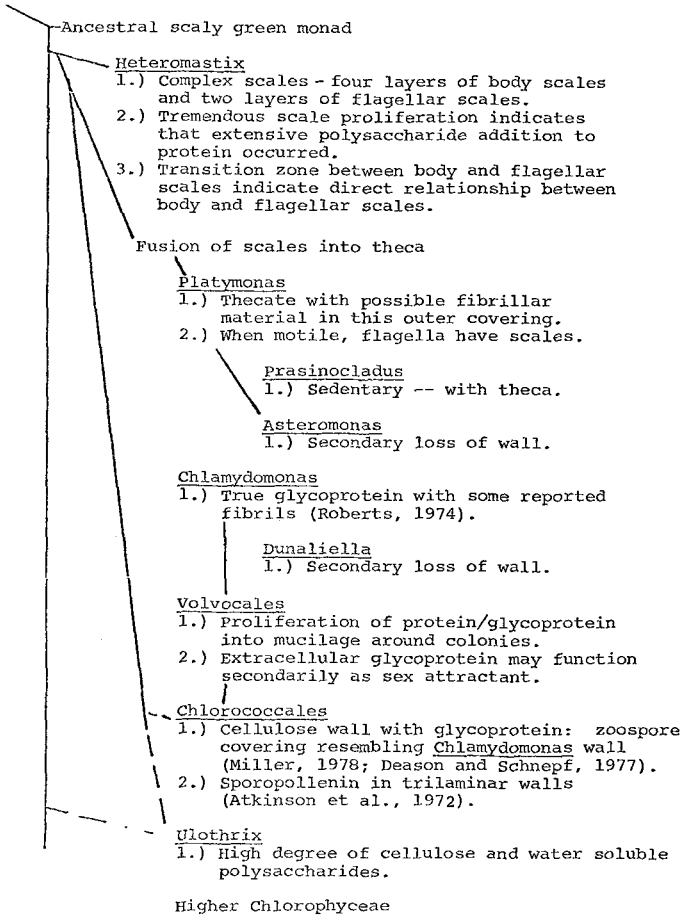 Ancestral scaly green monad
Heteromastix
1.) Complex scales - four layers of body scales
and two layers of flagellar scales.
2.) Tremendous scale proliferation indicates
that extensive polysaccharide addition to
protein occurred.
3.) Transition zone between body and flagellar
scales indicate direct relationship between
body and flagellar scales.
Fusion of scales into theca
Platymonas
1.) Thecate with possible fibrillar
material in this outer covering.
2.) When motile, flagella have scales.
Prasinocladus
1.) Sedentary -- with theca.
Asteromonas
1.) Secondary loss of wall.
Chlamydomonas
1.) True glycoprotein with some reported
fibrils (Roberts, 1974).
Dunaliella
1.) Secondary loss of wall.
Volvocales
1.) Proliferation of protein/glycoprotein
into mucilage around colonies.
2.) Extracellular glycoprotein may function
secondarily as sex attractant.
Chlorococcales
1.) Cellulose wall with glycoprotein: zoospore
covering resembling Chlamydomonas wall
(Miller, 1978; Deason and Schnepf, 1977).
2.) Sporopollenin in trilaminar walls
(Atkinson et al., 1972).
Ulothrix
1.) High degree of cellulose and water soluble
polysaccharides.
Higher Chlorophyceae